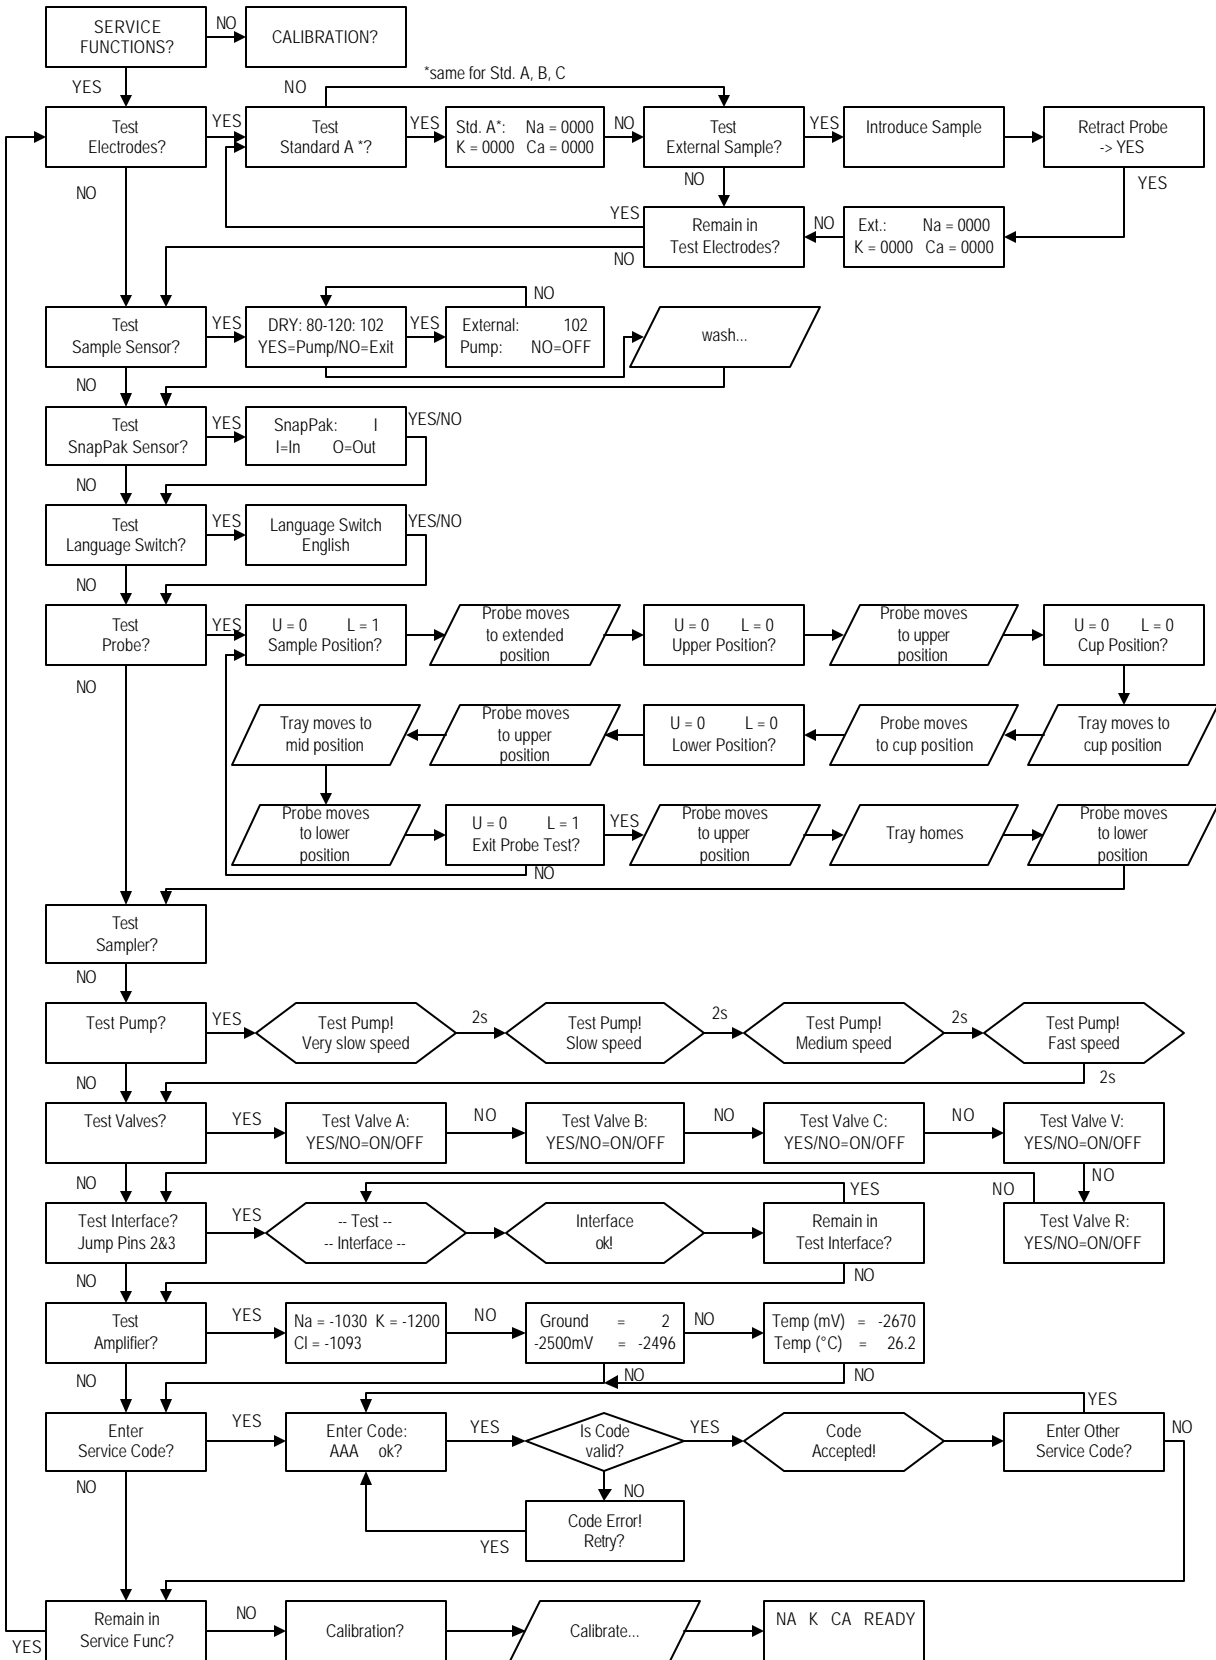 SERVICE
FUNCTIONS?
NO
CALIBRATION?
YES
NO
*same for Std. A, B, C
Test
Electrodes?
YES
Test
Standard A *?
YES
Std. A*: Na = 0000
K = 0000 Ca = 0000
NO
Test
External Sample?
YES
Introduce Sample
Retract Probe
-> YES
NO
NO
YES
YES
Remain in
Test Electrodes?
NO
Ext.: Na = 0000
K = 0000 Ca = 0000
NO
NO
Test
Sample Sensor?
YES
DRY: 80-120: 102
YES=Pump/NO=Exit
YES
External: 102
Pump: NO=OFF
wash...
NO
Test
SnapPak Sensor?
YES
SnapPak: I
I=In O=Out
YES/NO
NO
Test
Language Switch?
YES
Language Switch
English
YES/NO
NO
Test
Probe?
YES
U = 0 L = 1
Sample Position?
Probe moves
to extended
position
U = 0 L = 0
Upper Position?
Probe moves
to upper
position
U = 0 L = 0
Cup Position?
NO
Tray moves to
mid position
Probe moves
to upper
position
U = 0 L = 0
Lower Position?
Probe moves
to cup position
Tray moves to
cup position
Probe moves
to lower
position
U = 0 L = 1
Exit Probe Test?
YES
Probe moves
to upper
position
Tray homes
Probe moves
to lower
position
NO
Test
Sampler?
NO
Test Pump?
YES
Test Pump!
Very slow speed
2s
Test Pump!
Slow speed
2s
Test Pump!
Medium speed
2s
Test Pump!
Fast speed
NO
2s
Test Valves?
YES
Test Valve A:
YES/NO=ON/OFF
NO
Test Valve B:
YES/NO=ON/OFF
NO
Test Valve C:
YES/NO=ON/OFF
NO
Test Valve V:
YES/NO=ON/OFF
NO
YES
NO
NO
Test Interface?
Jump Pins 2&3
YES
-- Test --
-- Interface --
Interface
ok!
Remain in
Test Interface?
Test Valve R:
YES/NO=ON/OFF
NO
NO
Test
Amplifier?
YES
Na = -1030 K = -1200
Cl = -1093
NO
Ground = 2
-2500mV = -2496
NO
Temp (mV) = -2670
Temp (°C) = 26.2
NO
NO
NO
YES
Enter
Service Code?
YES
Enter Code:
AAA ok?
YES
Is Code
valid?
YES
Code
Accepted!
Enter Other
Service Code?
NO
NO
NO
Code Error!
Retry?
YES
Remain in
Service Func?
YES
NO
Calibration?
Calibrate...
NA K CA READY